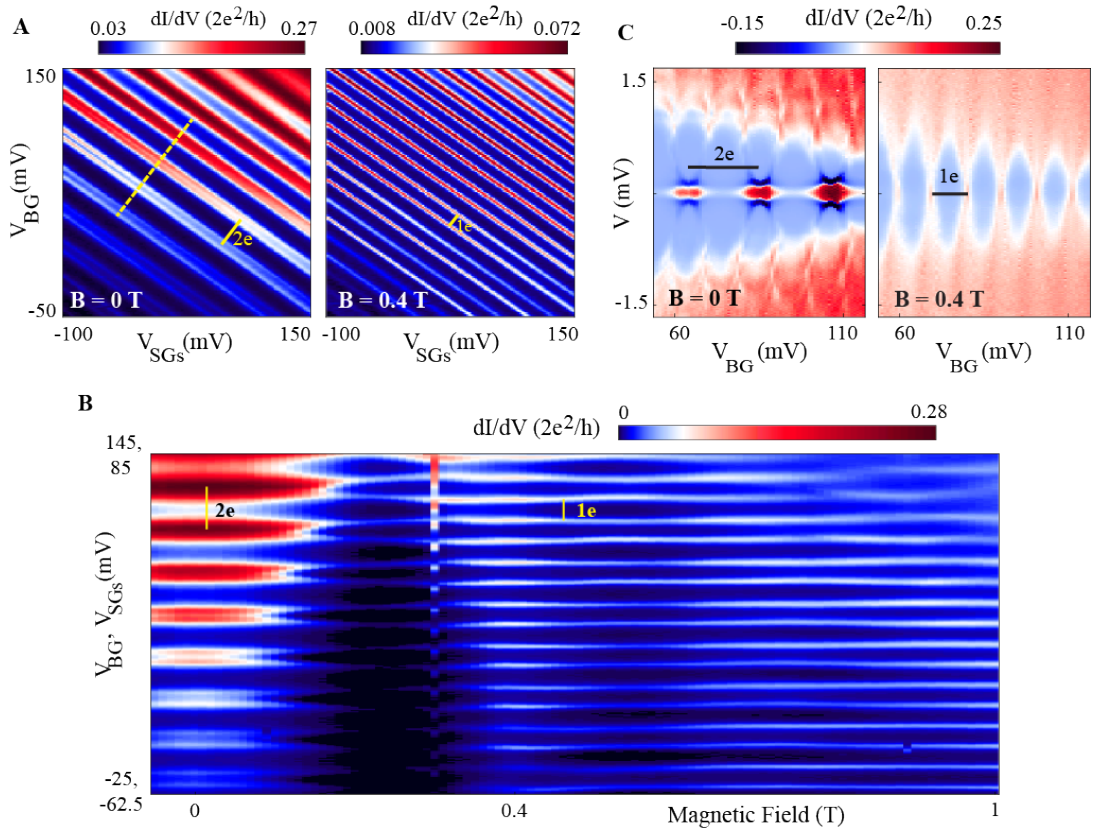 A
dI/dV (2e²/h)
0.03 0.27
dI/dV (2e²/h)
0.008 0.072
150
V_BG (mV)
-50
2e
B = 0 T
1e
B = 0.4 T
-100 150
V_SGs (mV)
-100 150
V_SGs (mV)
C
dI/dV (2e²/h)
-0.15 0.25
1.5
V (mV)
-1.5
2e
B = 0 T
1e
B = 0.4 T
60 110
V_BG (mV)
60 110
V_BG (mV)
B
dI/dV (2e²/h)
0 0.28
145,
85
V_BG, V_SGs (mV)
-25,
-62.5
2e
1e
0 0.4 1
Magnetic Field (T)